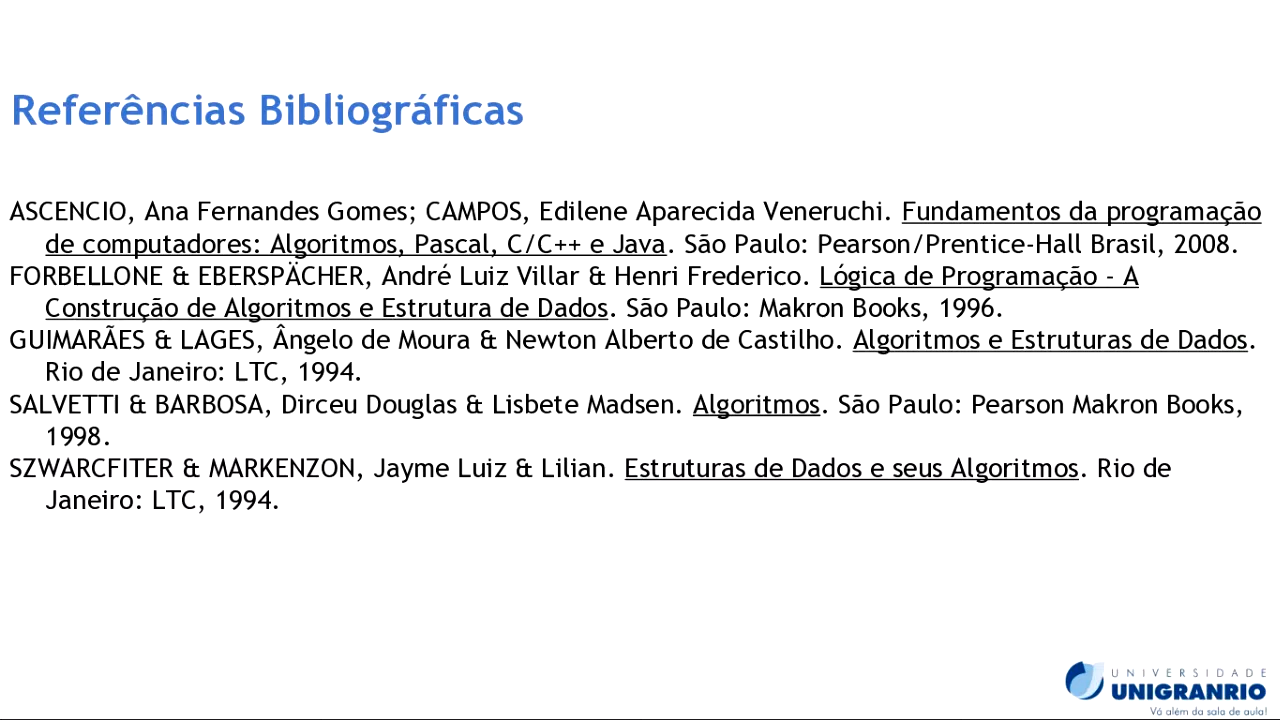 Referências Bibliográficas
ASCENCIO, Ana Fernandes Gomes; CAMPOS, Edilene Aparecida Veneruchi. Fundamentos da programação
de computadores: Algoritmos, Pascal, C/C++ e Java. São Paulo: Pearson/Prentice-Hall Brasil, 2008.
FORBELLONE & EBERSPÄCHER, André Luiz Villar & Henri Frederico. Lógica de Programação - A
Construção de Algoritmos e Estrutura de Dados. São Paulo: Makron Books, 1996.
GUIMARÃES & LAGES, Ângelo de Moura & Newton Alberto de Castilho. Algoritmos e Estruturas de Dados.
Rio de Janeiro: LTC, 1994.
SALVETTI & BARBOSA, Dirceu Douglas & Lisbete Madsen. Algoritmos. São Paulo: Pearson Makron Books,
1998.
SZWARCFITER & MARKENZON, Jayme Luiz & Lilian. Estruturas de Dados e seus Algoritmos. Rio de
Janeiro: LTC, 1994.
UNIVERSIDADE
UNIGRANRIO
Vá além da sala de aula!